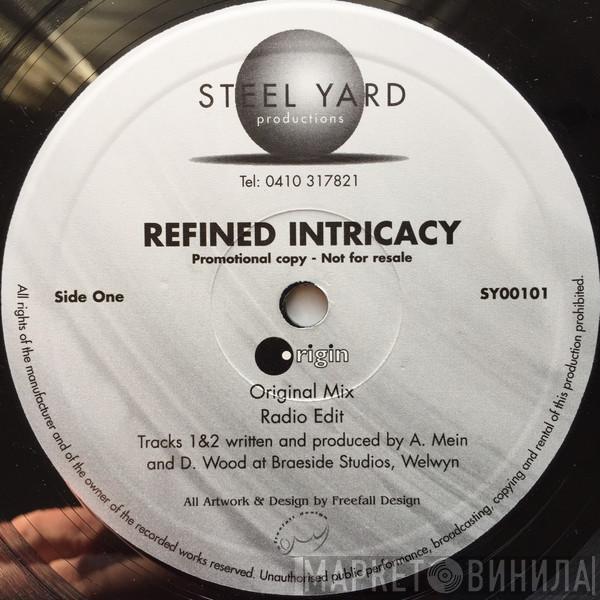 STEEL YARD
productions
Tel: 0410 317821
REFINED INTRICACY
Promotional copy - Not for resale
Side One
SY00101
Origin
Original Mix
Radio Edit
Tracks 1&2 written and produced by A. Mein
and D. Wood at Braeside Studios, Welwyn
All Artwork & Design by Freefall Design
freefall design
All rights of the manufacturer and of the owner of the recorded works reserved. Unauthorised public performance, broadcasting, copying and rental of this production prohibited.
МАРКЕТ ВИНИЛА